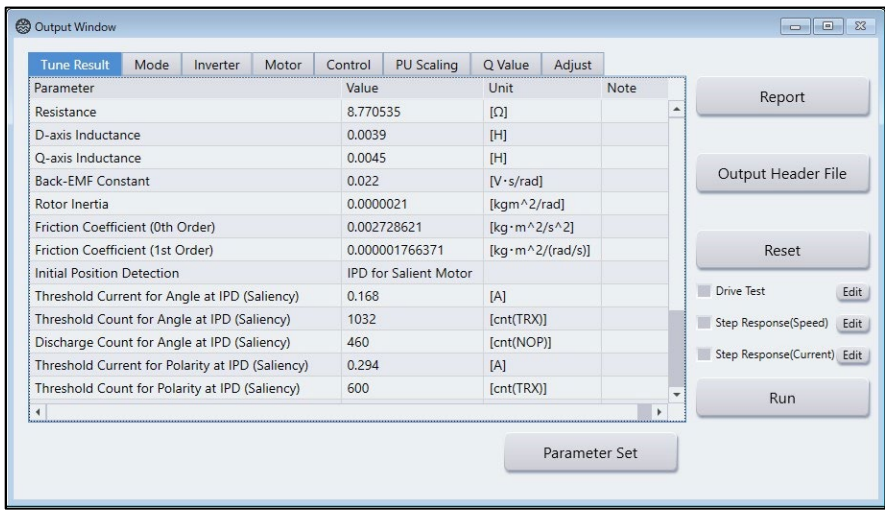 Output Window
Tune Result Mode Inverter Motor Control PU Scaling Q Value Adjust
Parameter Value Unit Note
Resistance 8.770535 [Ω]
D-axis Inductance 0.0039 [H]
Q-axis Inductance 0.0045 [H]
Back-EMF Constant 0.022 [V·s/rad]
Rotor Inertia 0.0000021 [kgm^2/rad]
Friction Coefficient (0th Order) 0.002728621 [kg·m^2/s^2]
Friction Coefficient (1st Order) 0.000001766371 [kg·m^2/(rad/s)]
Initial Position Detection IPD for Salient Motor
Threshold Current for Angle at IPD (Saliency) 0.168 [A]
Threshold Count for Angle at IPD (Saliency) 1032 [cnt(TRX)]
Discharge Count for Angle at IPD (Saliency) 460 [cnt(NOP)]
Threshold Current for Polarity at IPD (Saliency) 0.294 [A]
Threshold Count for Polarity at IPD (Saliency) 600 [cnt(TRX)]
Report
Output Header File
Reset
Drive Test Edit
Step Response(Speed) Edit
Step Response(Current) Edit
Run
Parameter Set